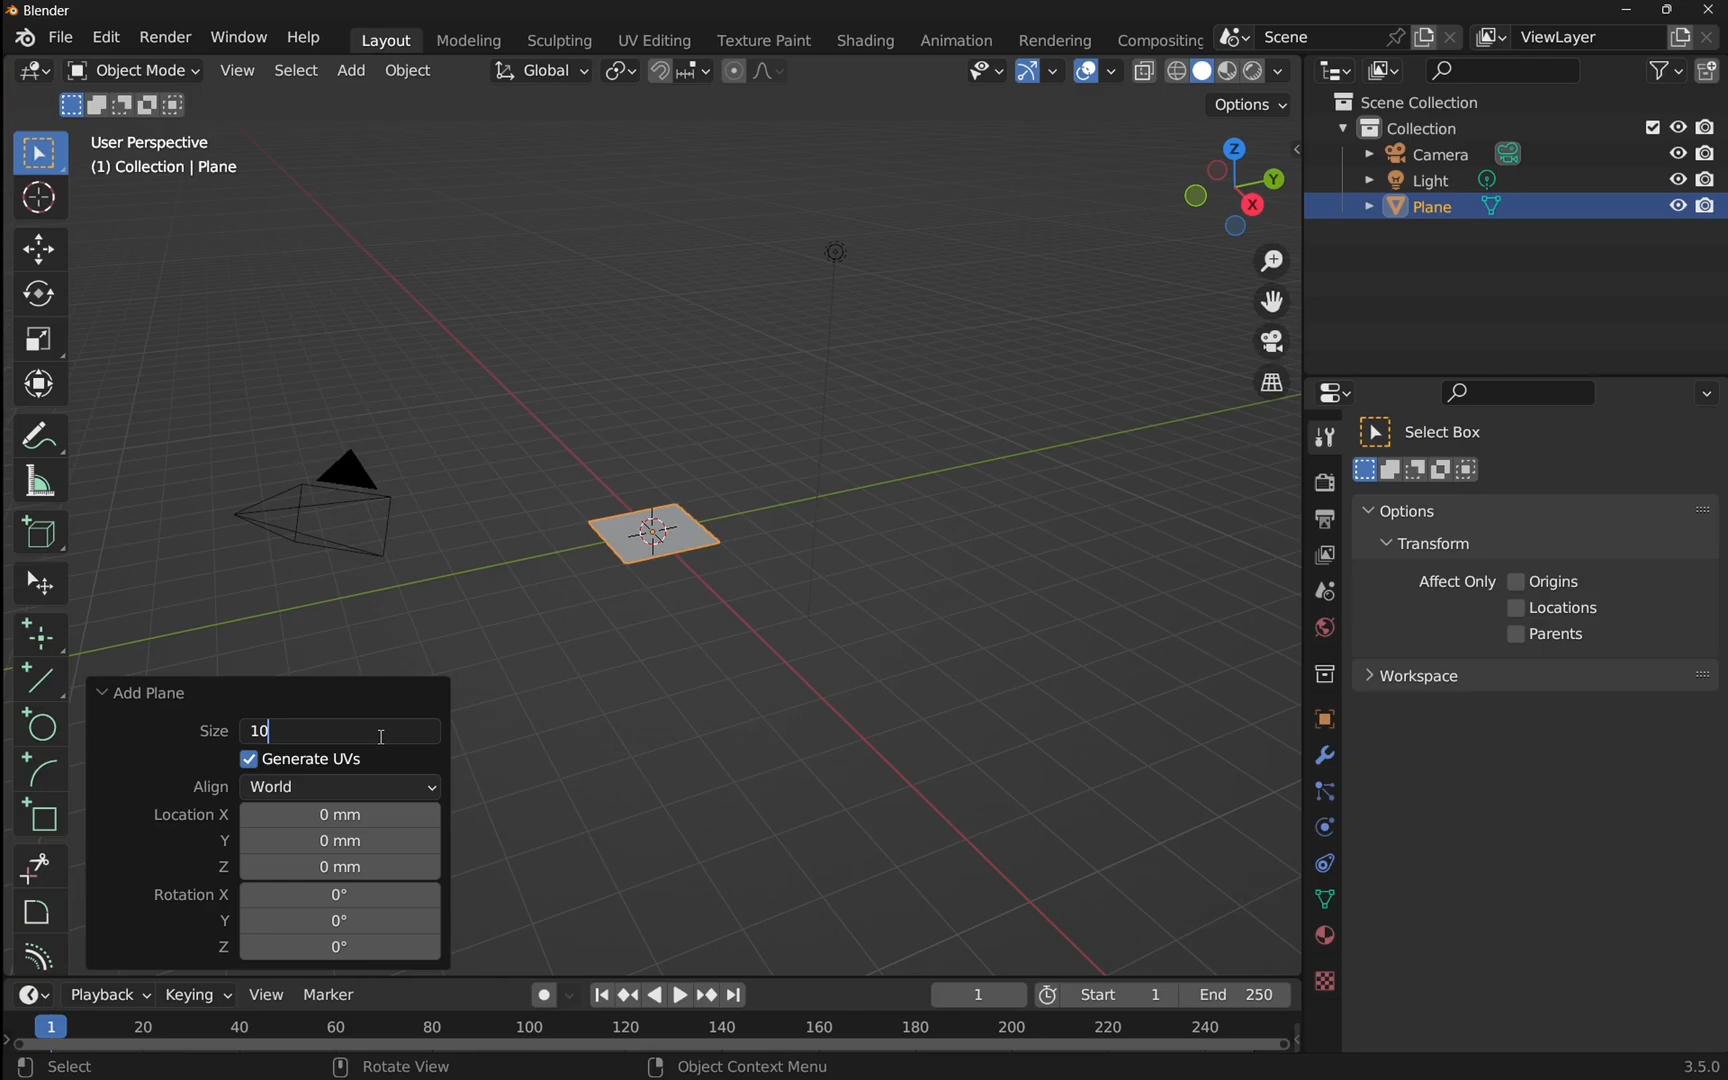 Blender
File Edit Render Window Help Layout Modeling Sculpting UV Editing Texture Paint Shading Animation Rendering Compositing Scene ViewLayer
Object Mode View Select Add Object Global
Options
User Perspective
(1) Collection | Plane
Z
Y
X
Scene Collection
Collection
Camera
Light
Plane
Select Box
Options
Transform
Affect Only Origins
Locations
Parents
Workspace
Add Plane
Size 10
Generate UVs
Align World
Location X 0 mm
Y 0 mm
Z 0 mm
Rotation X 0°
Y 0°
Z 0°
Playback Keying View Marker 1 Start 1 End 250
1 20 40 60 80 100 120 140 160 180 200 220 240
Select Rotate View Object Context Menu 3.5.0